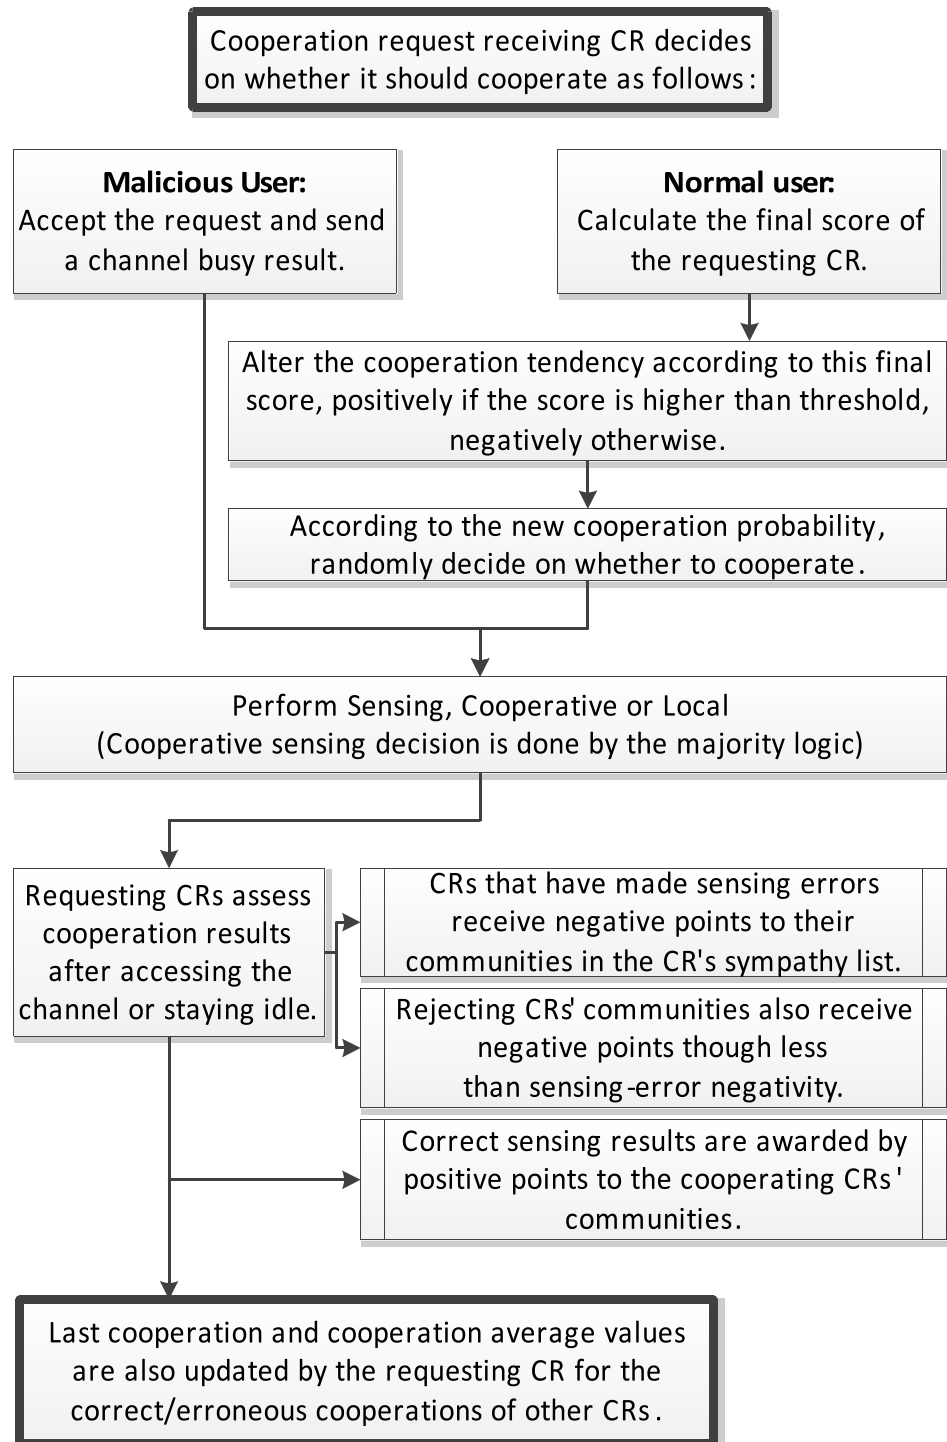 Cooperation request receiving CR decides
on whether it should cooperate as follows:
Malicious User:
Accept the request and send
a channel busy result.
Normal user:
Calculate the final score of
the requesting CR.
Alter the cooperation tendency according to this final
score, positively if the score is higher than threshold,
negatively otherwise.
According to the new cooperation probability,
randomly decide on whether to cooperate.
Perform Sensing, Cooperative or Local
(Cooperative sensing decision is done by the majority logic)
Requesting CRs assess
cooperation results
after accessing the
channel or staying idle.
CRs that have made sensing errors
receive negative points to their
communities in the CR's sympathy list.
Rejecting CRs' communities also receive
negative points though less
than sensing-error negativity.
Correct sensing results are awarded by
positive points to the cooperating CRs'
communities.
Last cooperation and cooperation average values
are also updated by the requesting CR for the
correct/erroneous cooperations of other CRs.